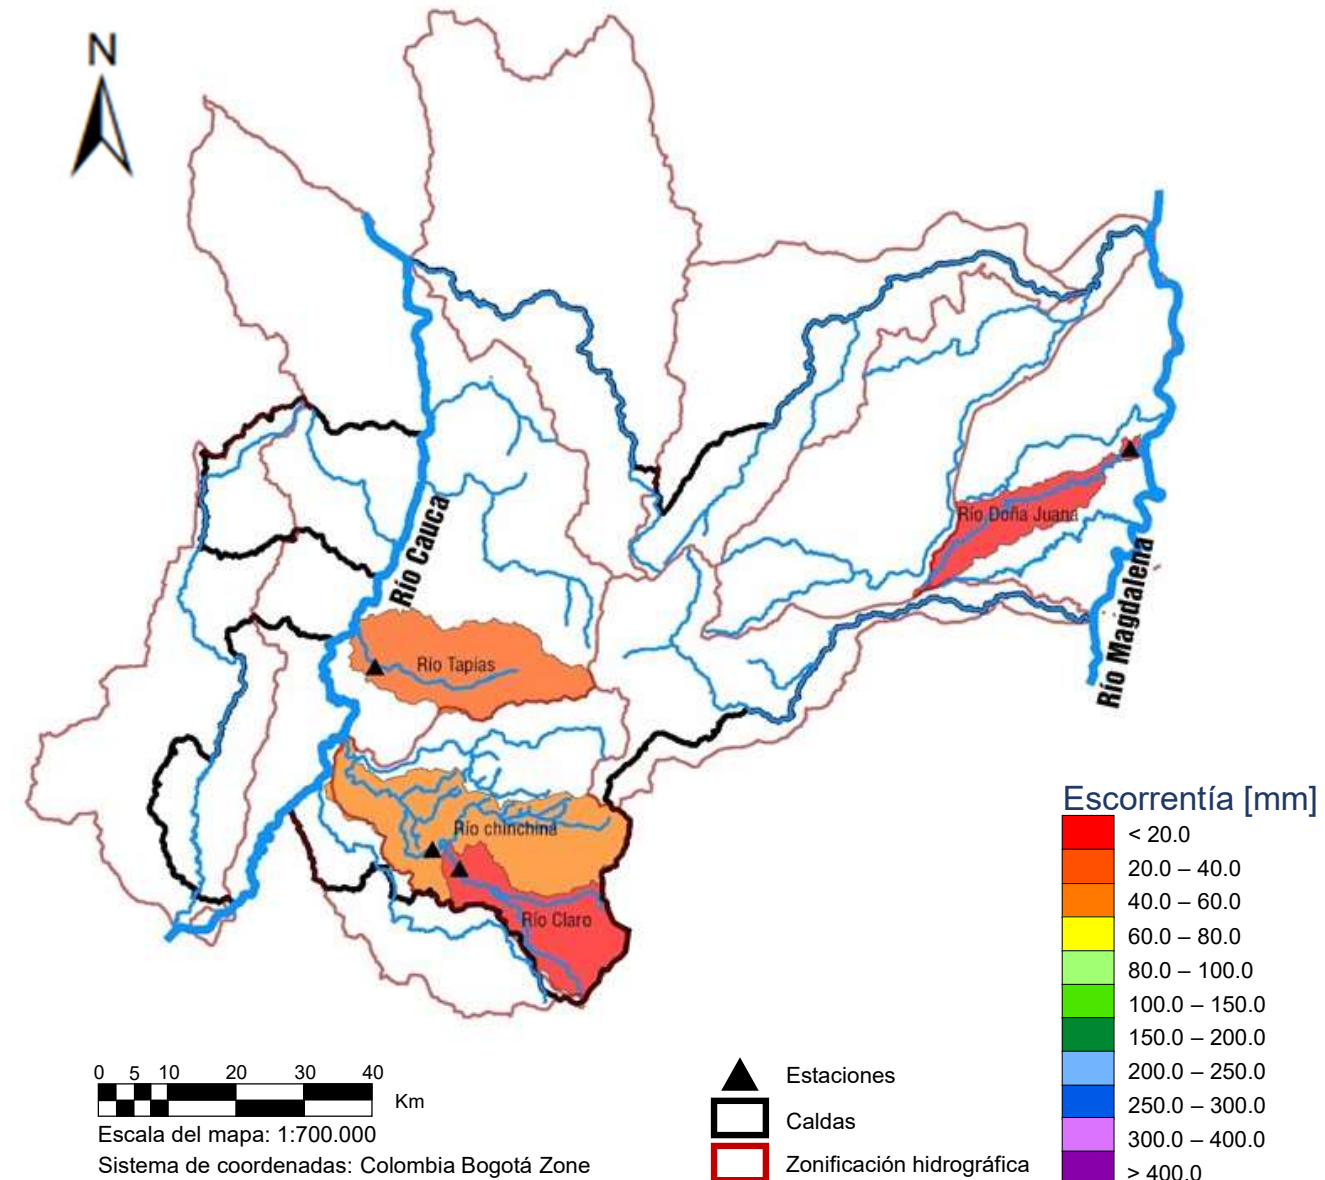 N
Río Cauca
Río Doña Juana
Río Magdalena
Río Tapias
Río chinchiná
Río Claro
Escorrentía [mm]
< 20.0
20.0 – 40.0
40.0 – 60.0
60.0 – 80.0
80.0 – 100.0
100.0 – 150.0
150.0 – 200.0
200.0 – 250.0
250.0 – 300.0
300.0 – 400.0
> 400.0
0 5 10 20 30 40
Km
Escala del mapa: 1:700.000
Sistema de coordenadas: Colombia Bogotá Zone
Estaciones
Caldas
Zonificación hidrográfica